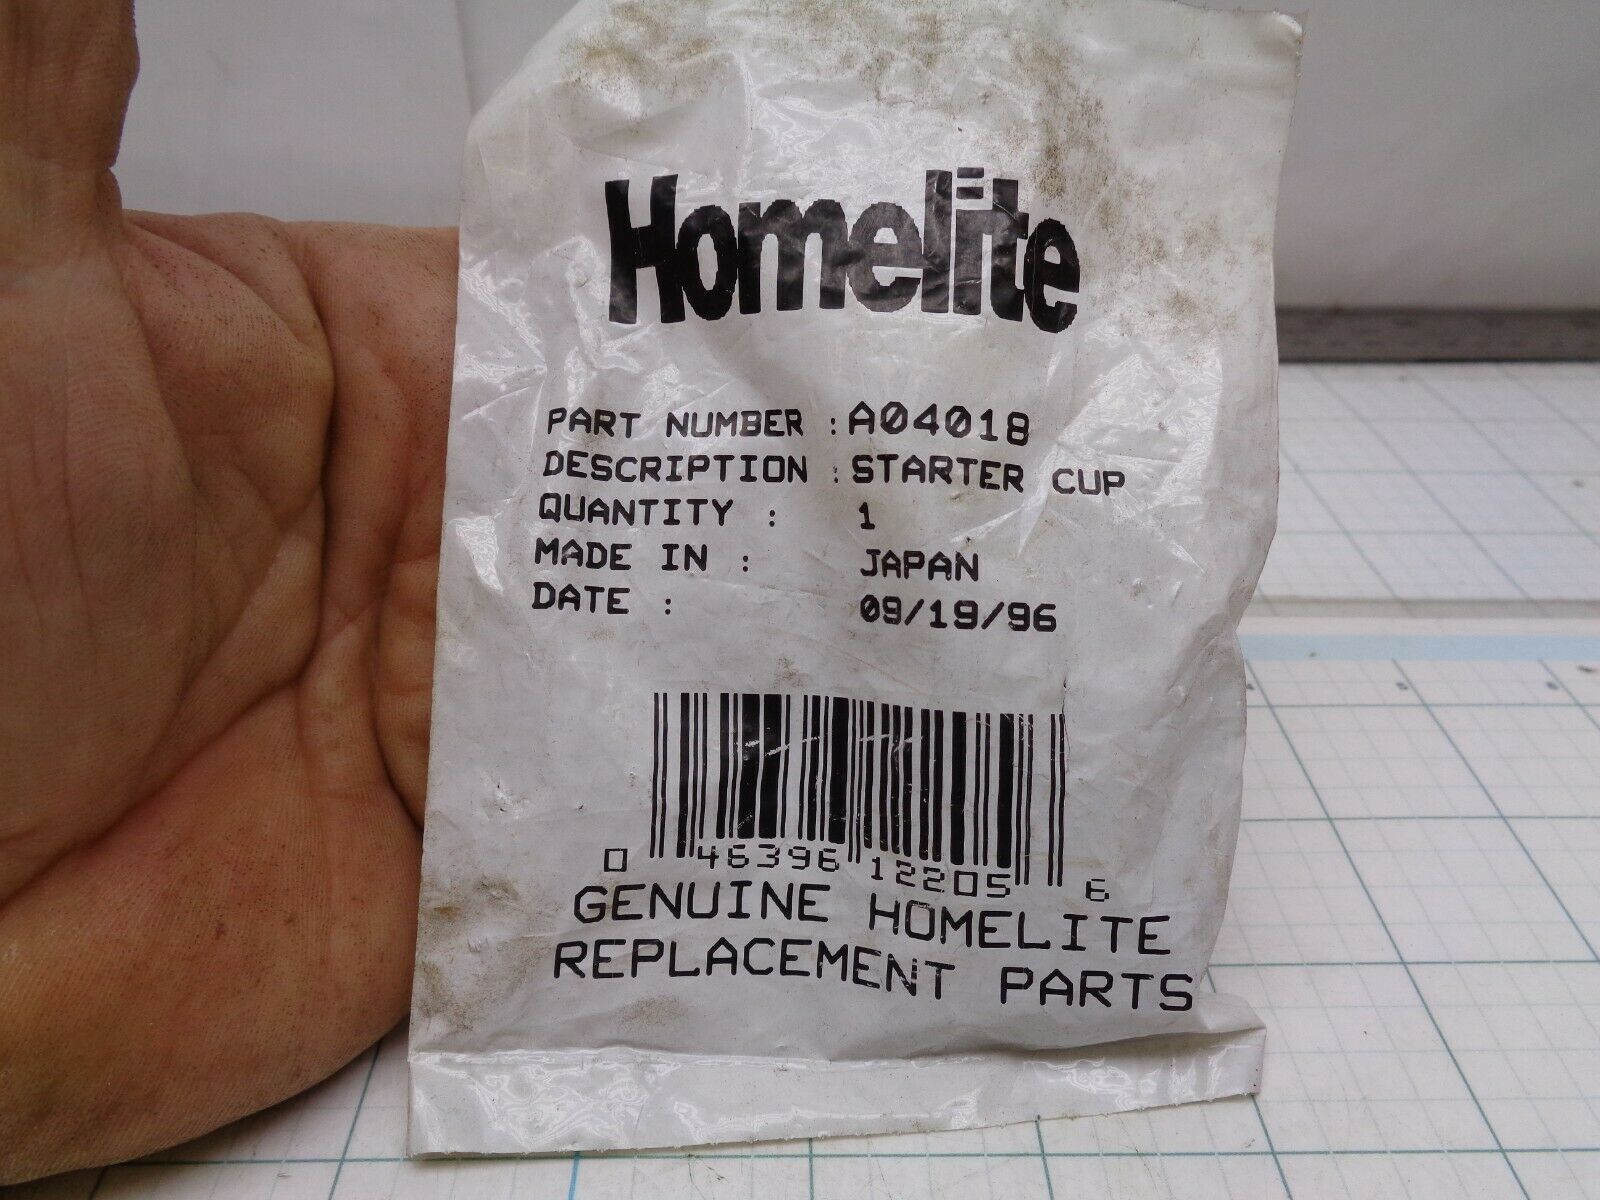 Homelite
PART NUMBER : A04018
DESCRIPTION : STARTER CUP
QUANTITY : 1
MADE IN : JAPAN
DATE : 09/19/96
0 46396 12205 6
GENUINE HOMELITE
REPLACEMENT PARTS